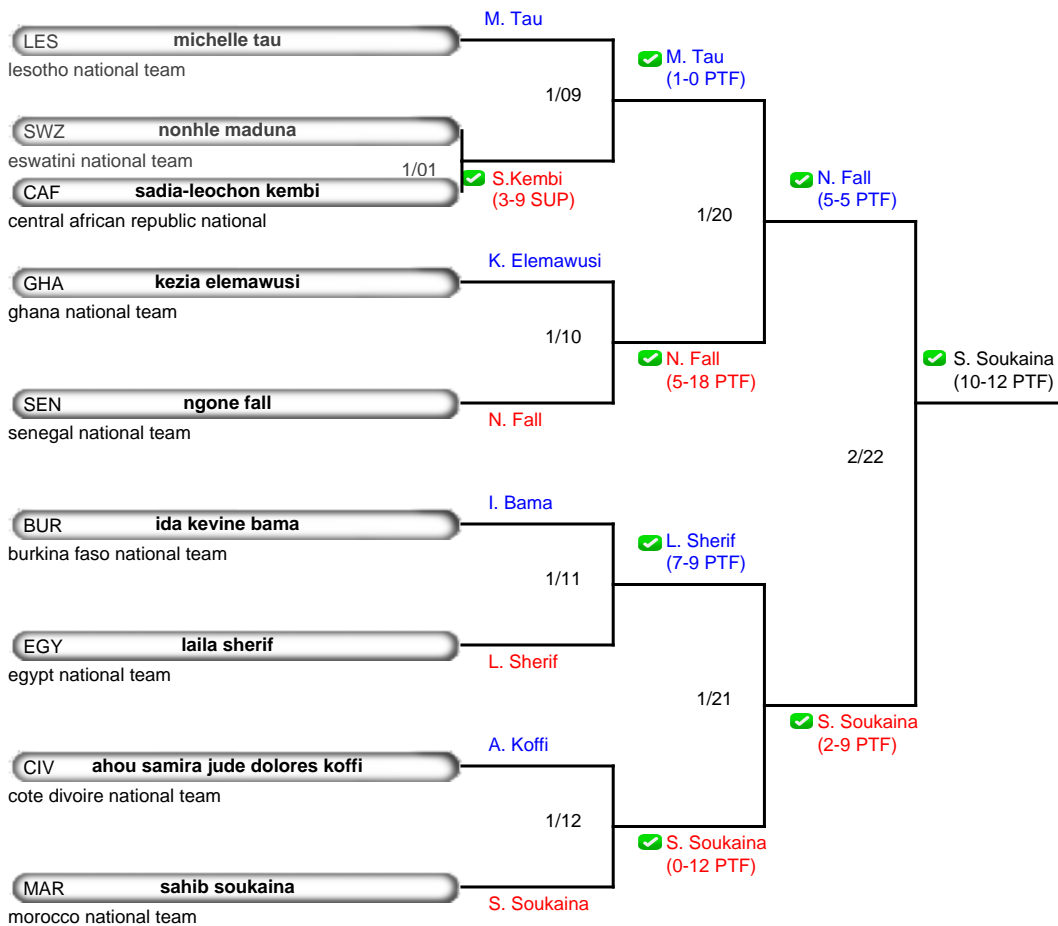 M. Tau
LES michelle tau
lesotho national team
M. Tau
(1-0 PTF)
1/09
SWZ nonhle maduna
eswatini national team
1/01
CAF sadia-leochon kembi
central african republic national
S.Kembi
(3-9 SUP)
N. Fall
(5-5 PTF)
1/20
K. Elemawusi
GHA kezia elemawusi
ghana national team
1/10
N. Fall
(5-18 PTF)
SEN ngone fall
senegal national team
N. Fall
S. Soukaina
(10-12 PTF)
2/22
I. Bama
BUR ida kevine bama
burkina faso national team
L. Sherif
(7-9 PTF)
1/11
EGY laila sherif
egypt national team
L. Sherif
1/21
S. Soukaina
(2-9 PTF)
A. Koffi
CIV ahou samira jude dolores koffi
cote divoire national team
1/12
S. Soukaina
(0-12 PTF)
MAR sahib soukaina
morocco national team
S. Soukaina